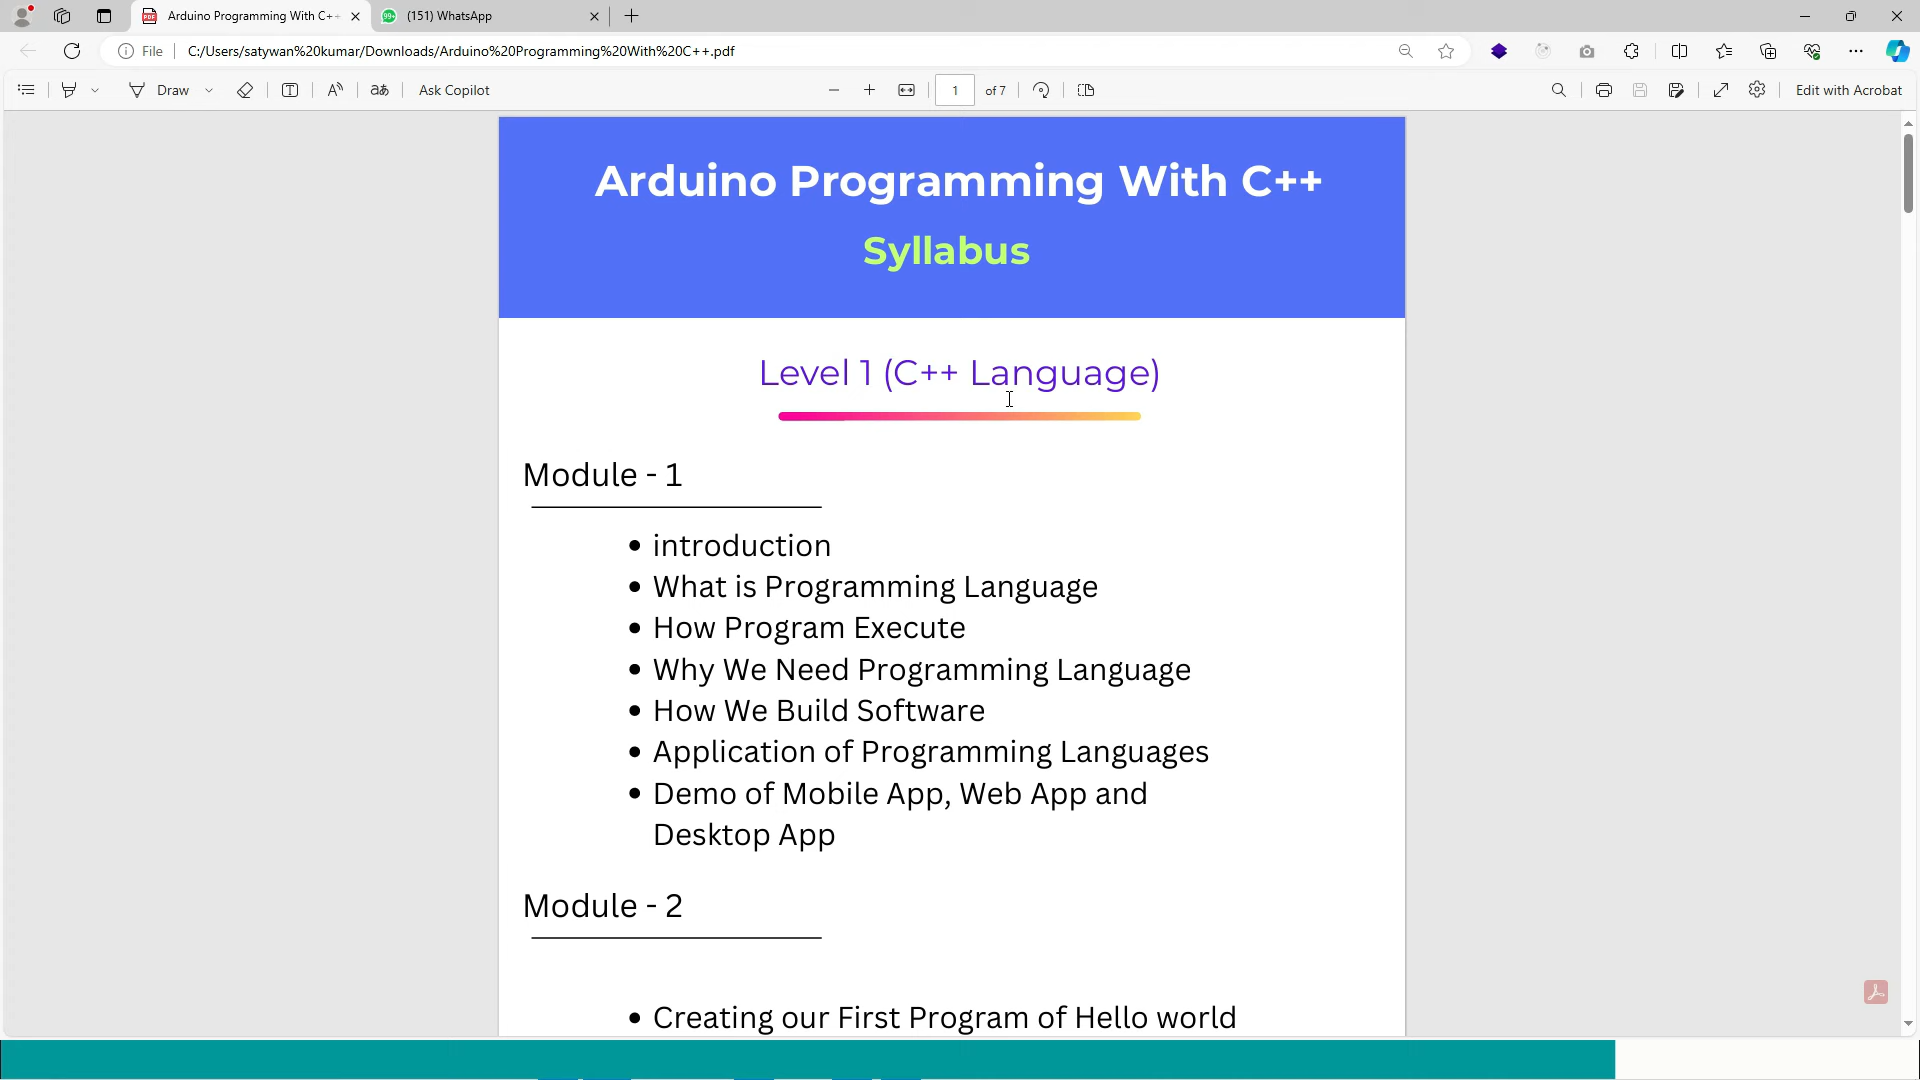 Arduino Programming With C++
(151) WhatsApp
File
C:/Users/satywan%20kumar/Downloads/Arduino%20Programming%20With%20C++.pdf
Draw
Ask Copilot
1
of 7
Edit with Acrobat
Arduino Programming With C++
Syllabus
Level 1 (C++ Language)
Module - 1
• introduction
• What is Programming Language
• How Program Execute
• Why We Need Programming Language
• How We Build Software
• Application of Programming Languages
• Demo of Mobile App, Web App and
Desktop App
Module - 2
• Creating our First Program of Hello world